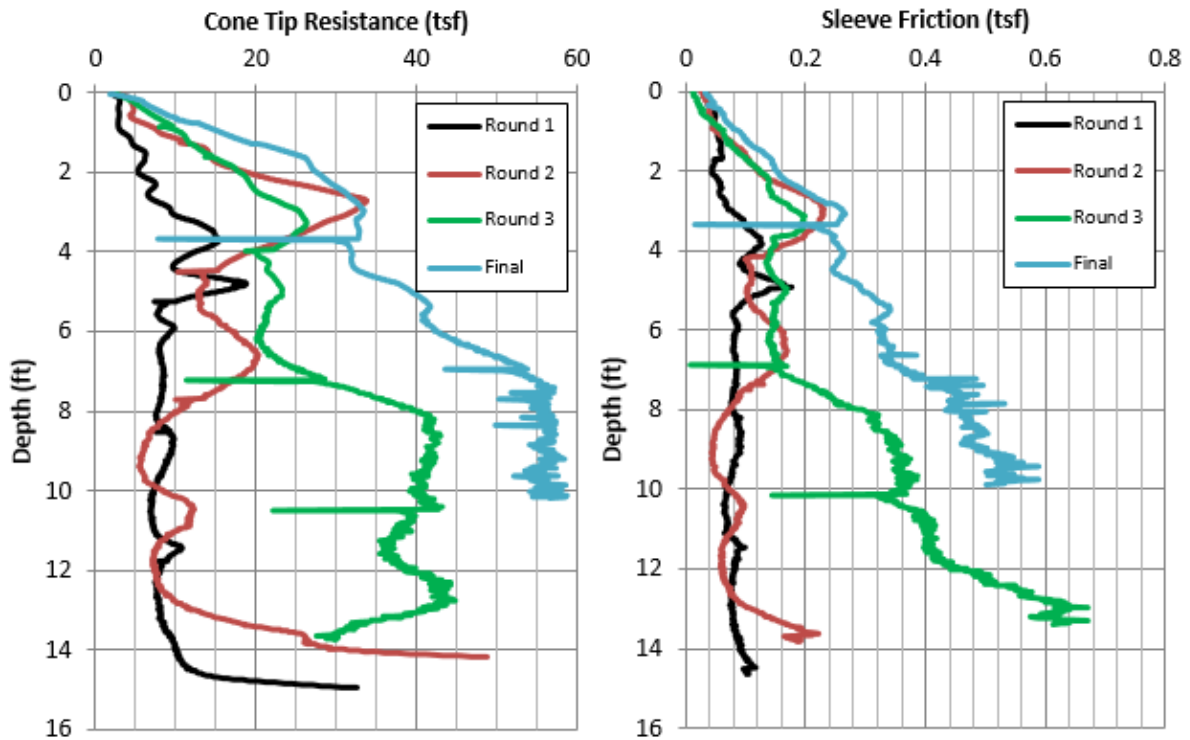 Cone Tip Resistance (tsf)
0 20 40 60
0
2
4
6
8
10
12
14
16
Depth (ft)
Round 1
Round 2
Round 3
Final
Sleeve Friction (tsf)
0 0.2 0.4 0.6 0.8
0
2
4
6
8
10
12
14
16
Depth (ft)
Round 1
Round 2
Round 3
Final